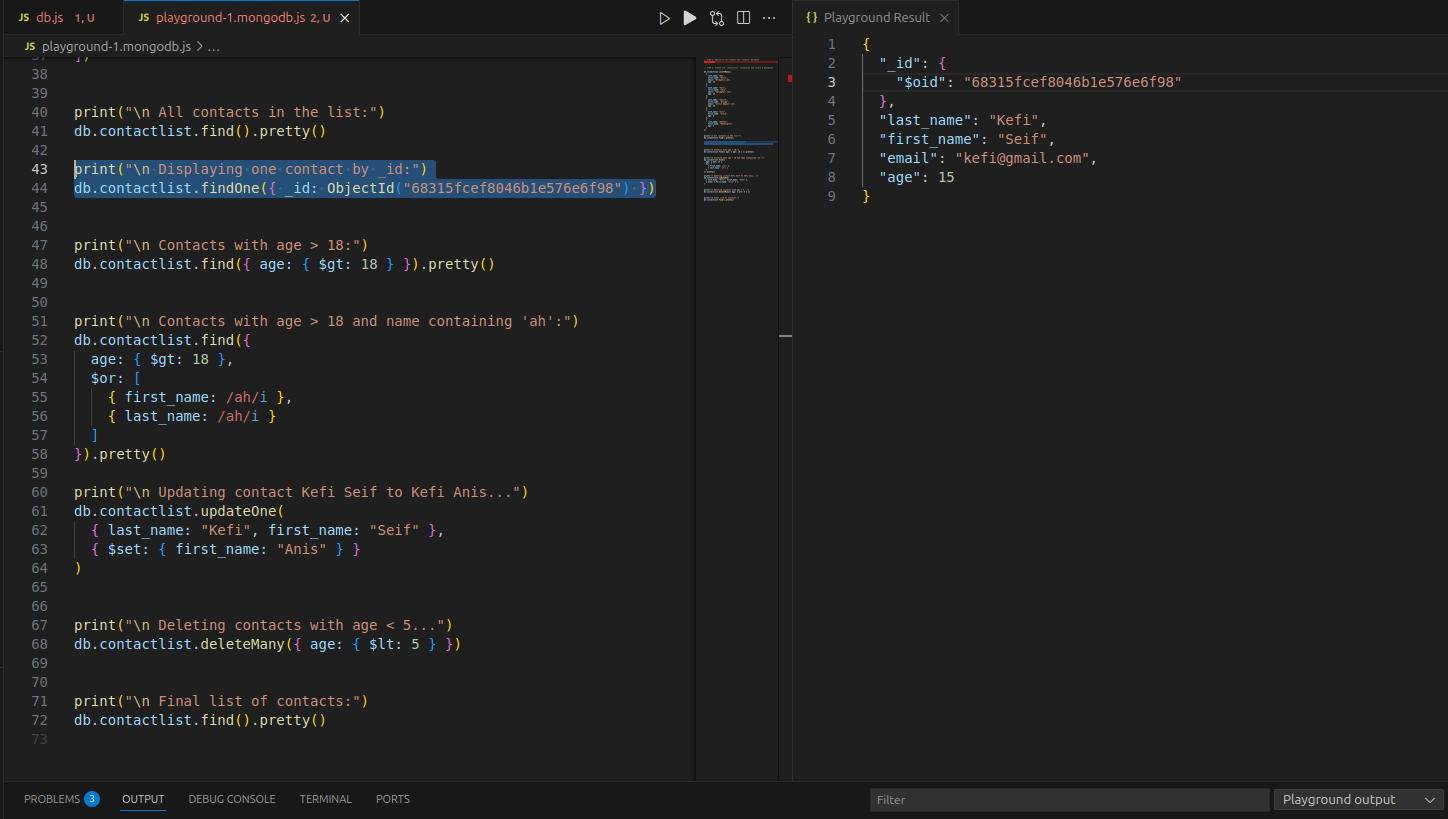 JS db.js 1, U
JS playground-1.mongodb.js 2, U
{} Playground Result
JS playground-1.mongodb.js > ...
38
39
40 print("\n All contacts in the list:")
41 db.contactlist.find().pretty()
42
43 print("\n Displaying one contact by _id:")
44 db.contactlist.findOne({ _id: ObjectId("68315fcef8046b1e576e6f98") })
45
46
47 print("\n Contacts with age > 18:")
48 db.contactlist.find({ age: { $gt: 18 } }).pretty()
49
50
51 print("\n Contacts with age > 18 and name containing 'ah':")
52 db.contactlist.find({
53 age: { $gt: 18 },
54 $or: [
55 { first_name: /ah/i },
56 { last_name: /ah/i }
57 ]
58 }).pretty()
59
60 print("\n Updating contact Kefi Seif to Kefi Anis...")
61 db.contactlist.updateOne(
62 { last_name: "Kefi", first_name: "Seif" },
63 { $set: { first_name: "Anis" } }
64 )
65
66
67 print("\n Deleting contacts with age < 5...")
68 db.contactlist.deleteMany({ age: { $lt: 5 } })
69
70
71 print("\n Final list of contacts:")
72 db.contactlist.find().pretty()
73
1 {
2 "_id": {
3 "$oid": "68315fcef8046b1e576e6f98"
4 },
5 "last_name": "Kefi",
6 "first_name": "Seif",
7 "email": "kefi@gmail.com",
8 "age": 15
9 }
PROBLEMS 3 OUTPUT DEBUG CONSOLE TERMINAL PORTS
Filter
Playground output